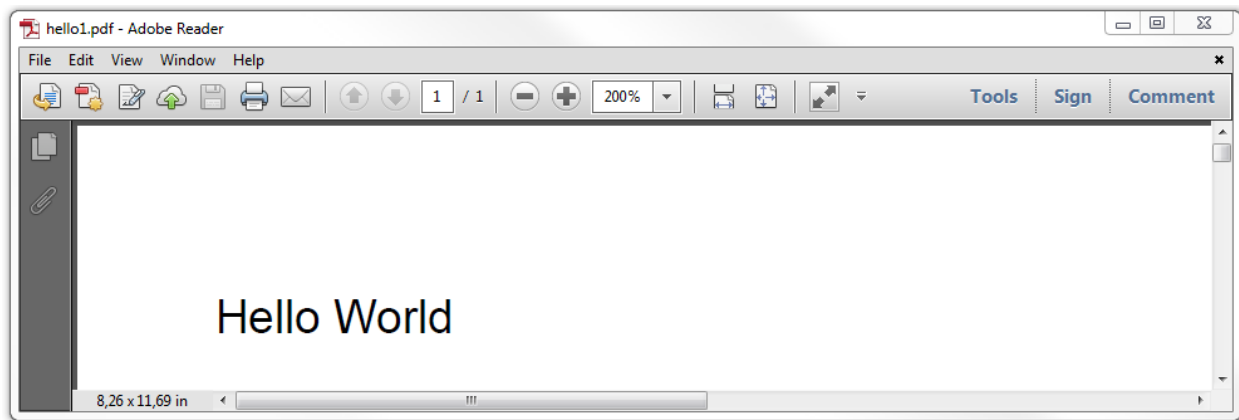 hello1.pdf - Adobe Reader
File Edit View Window Help
1 / 1 200% Tools Sign Comment
Hello World
8,26 x 11,69 in